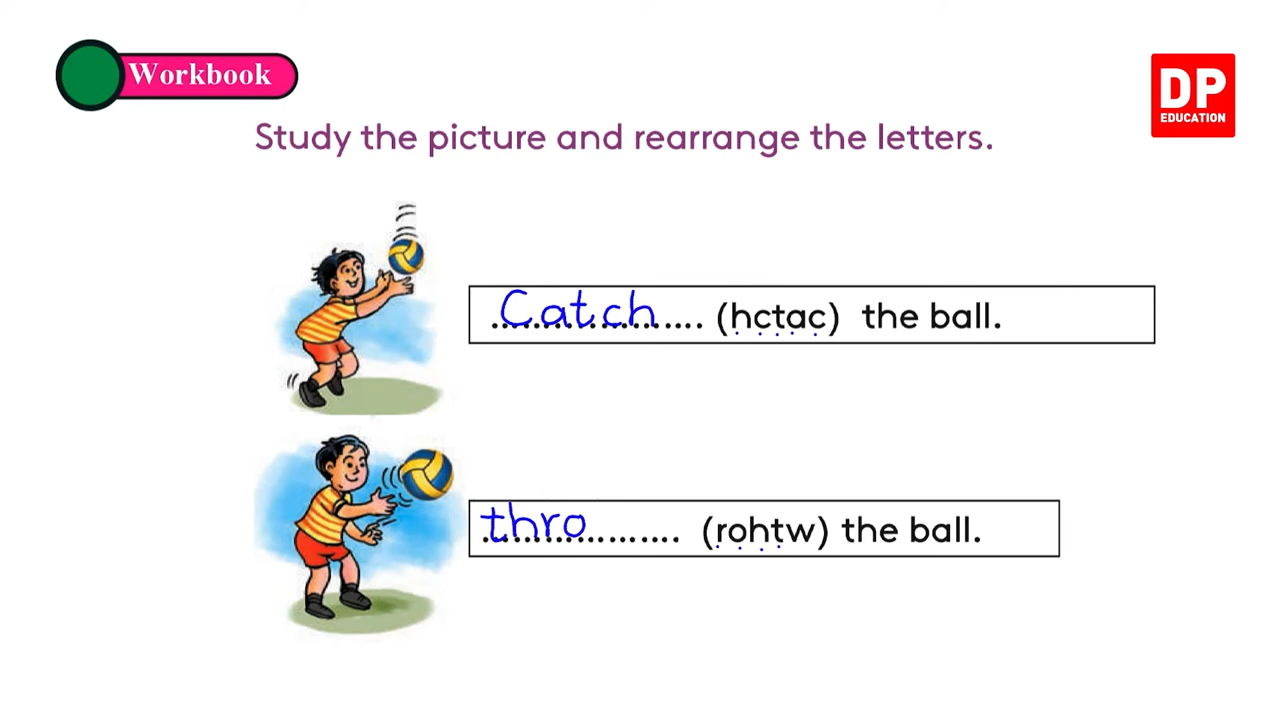 Workbook
DP
EDUCATION
Study the picture and rearrange the letters.
Catch .................... (hctac) the ball.
thro ................... (rohtw) the ball.